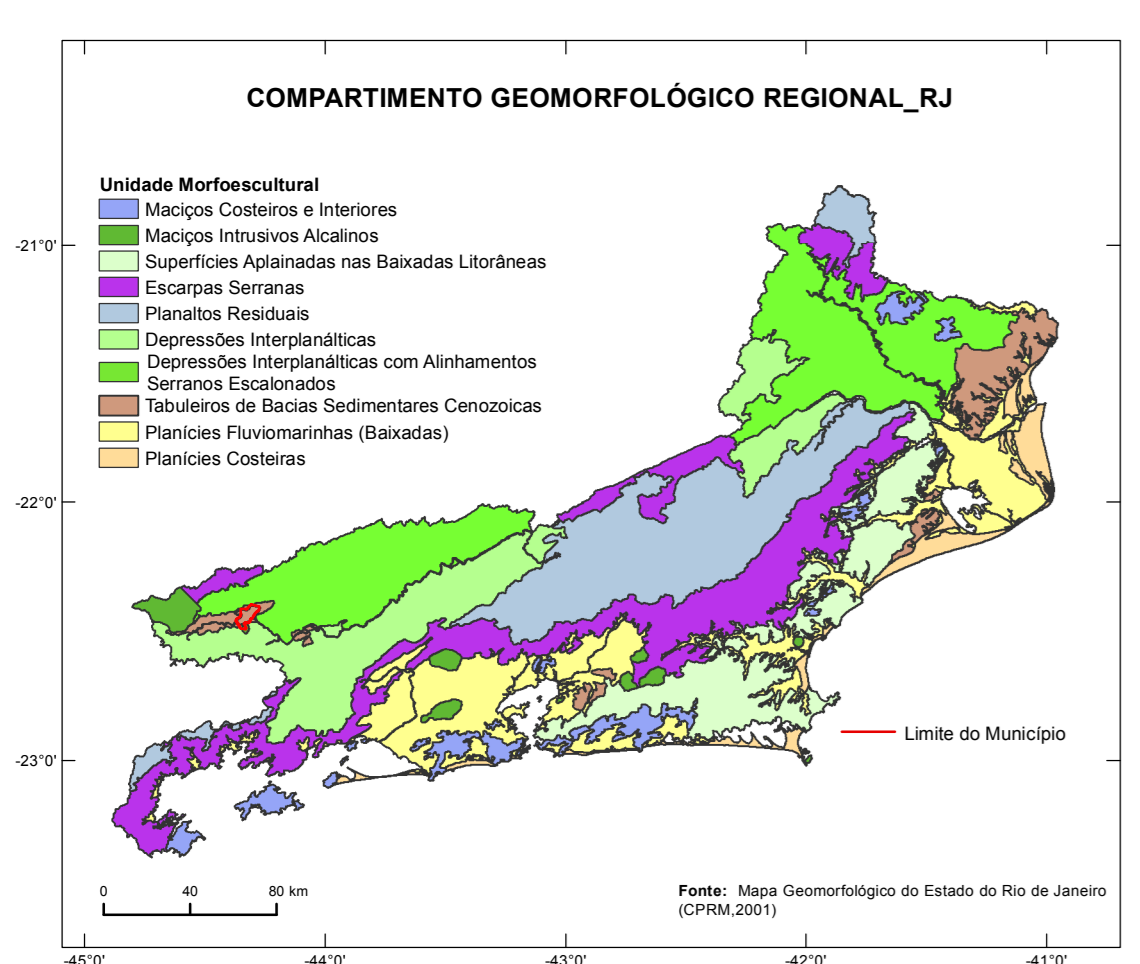 COMPARTIMENTO GEOMORFOLÓGICO REGIONAL_RJ
Unidade Morfoescultural
Maciços Costeiros e Interiores
Maciços Intrusivos Alcalinos
Superfícies Aplainadas nas Baixadas Litorâneas
Escarpas Serranas
Planaltos Residuais
Depressões Interplanálticas
Depressões Interplanálticas com Alinhamentos
Serranos Escalonados
Tabuleiros de Bacias Sedimentares Cenozoicas
Planícies Fluviomarinhas (Baixadas)
Planícies Costeiras
-21°0'
-22°0'
-23°0'
Limite do Município
0 40 80 km
Fonte: Mapa Geomorfológico do Estado do Rio de Janeiro
(CPRM,2001)
-45°0' -44°0' -43°0' -42°0' -41°0'